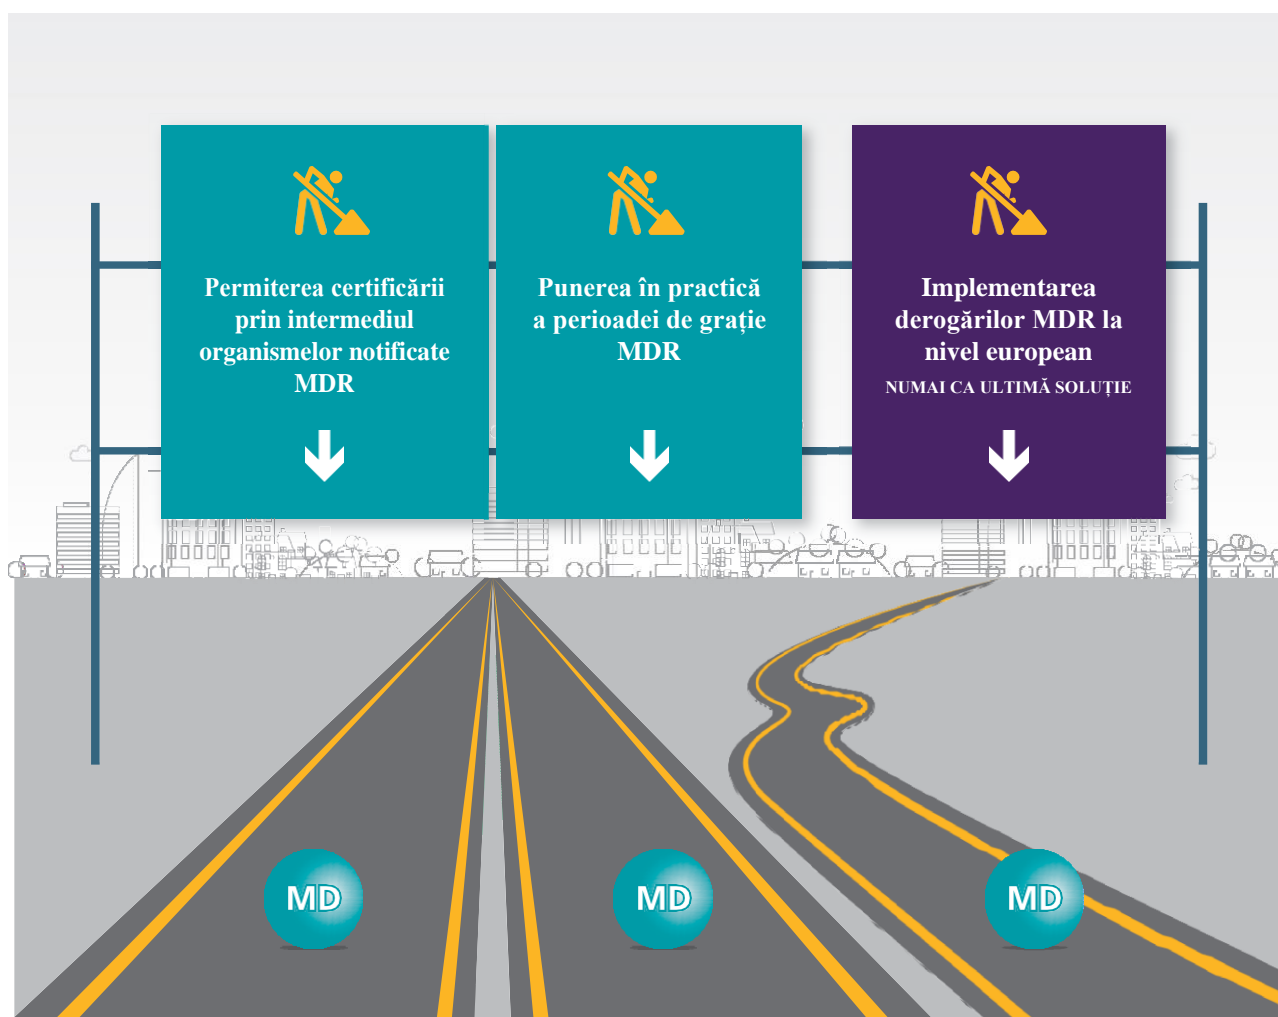 Permiterea certificării
prin intermediul
organismelor notificate
MDR
Punerea în practică
a perioadei de grație
MDR
Implementarea
derogărilor MDR la
nivel european
NUMAI CA ULTIMĂ SOLUȚIE
MD
MD
MD